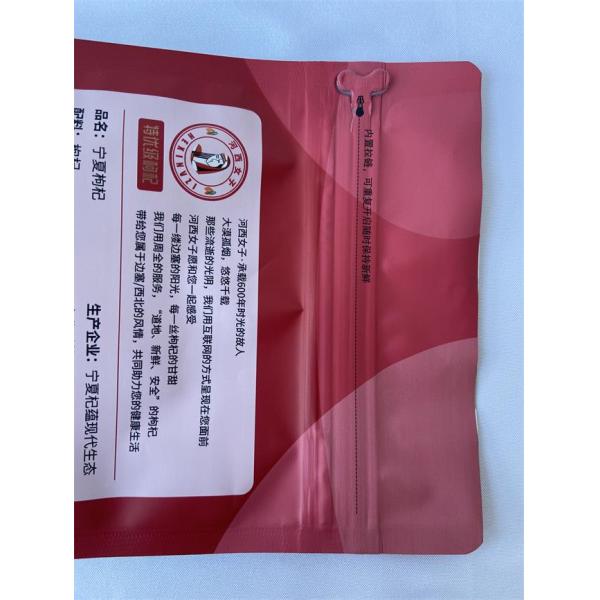 内置拉链，可重复开启随时保持新鲜
河西女子
特优级枸杞
河西女子·承载600年时光的故人
大漠孤烟，悠悠千载
那些流逝的光阴，我们用互联网的方式呈现在您面前
河西女子愿和您一起感受
每一缕边塞的阳光，每一丝枸杞的甘甜
我们用周全的服务，“道地、新鲜、安全”的枸杞
带给您属于边塞/西北的风情，共同助力您的健康生活
品名：宁夏枸杞
生产企业：宁夏杞蕴现代生态
配料：枸杞